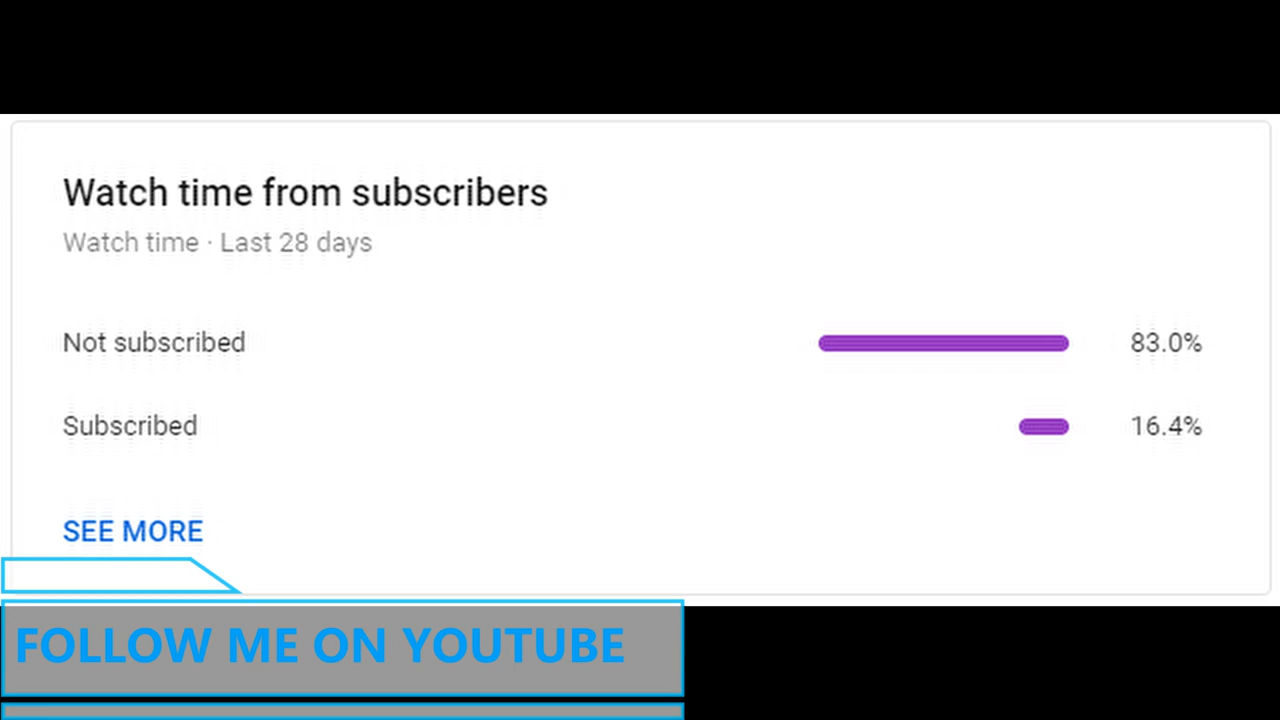 Watch time from subscribers
Watch time · Last 28 days
Not subscribed 83.0%
Subscribed 16.4%
SEE MORE
FOLLOW ME ON YOUTUBE